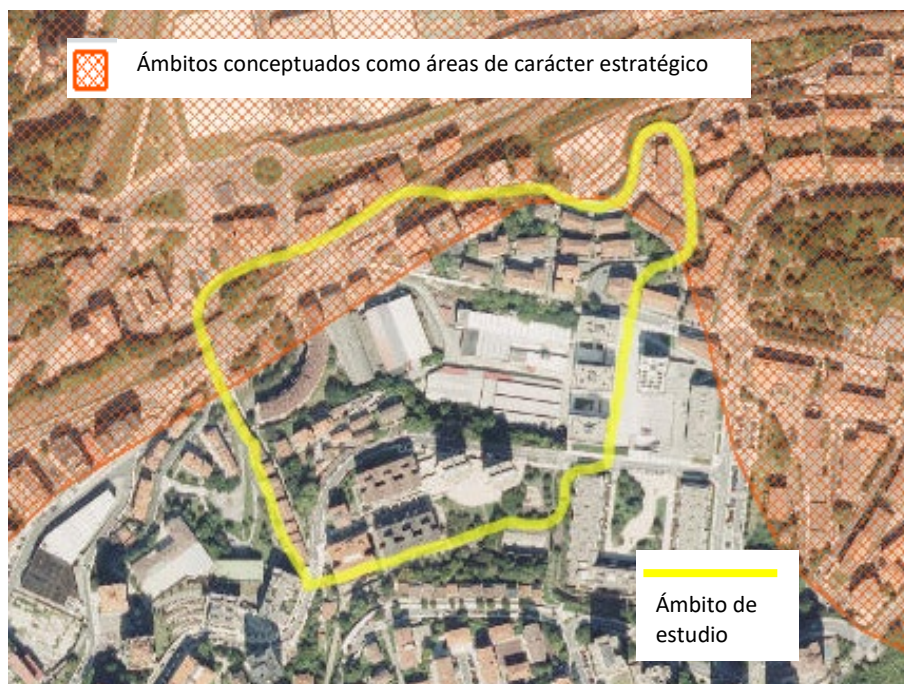 Ámbitos conceptuados como áreas de carácter estratégico
Ámbito de
estudio